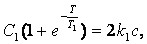 C₁(1 + e^{-T/T₁}) = 2k₁c,